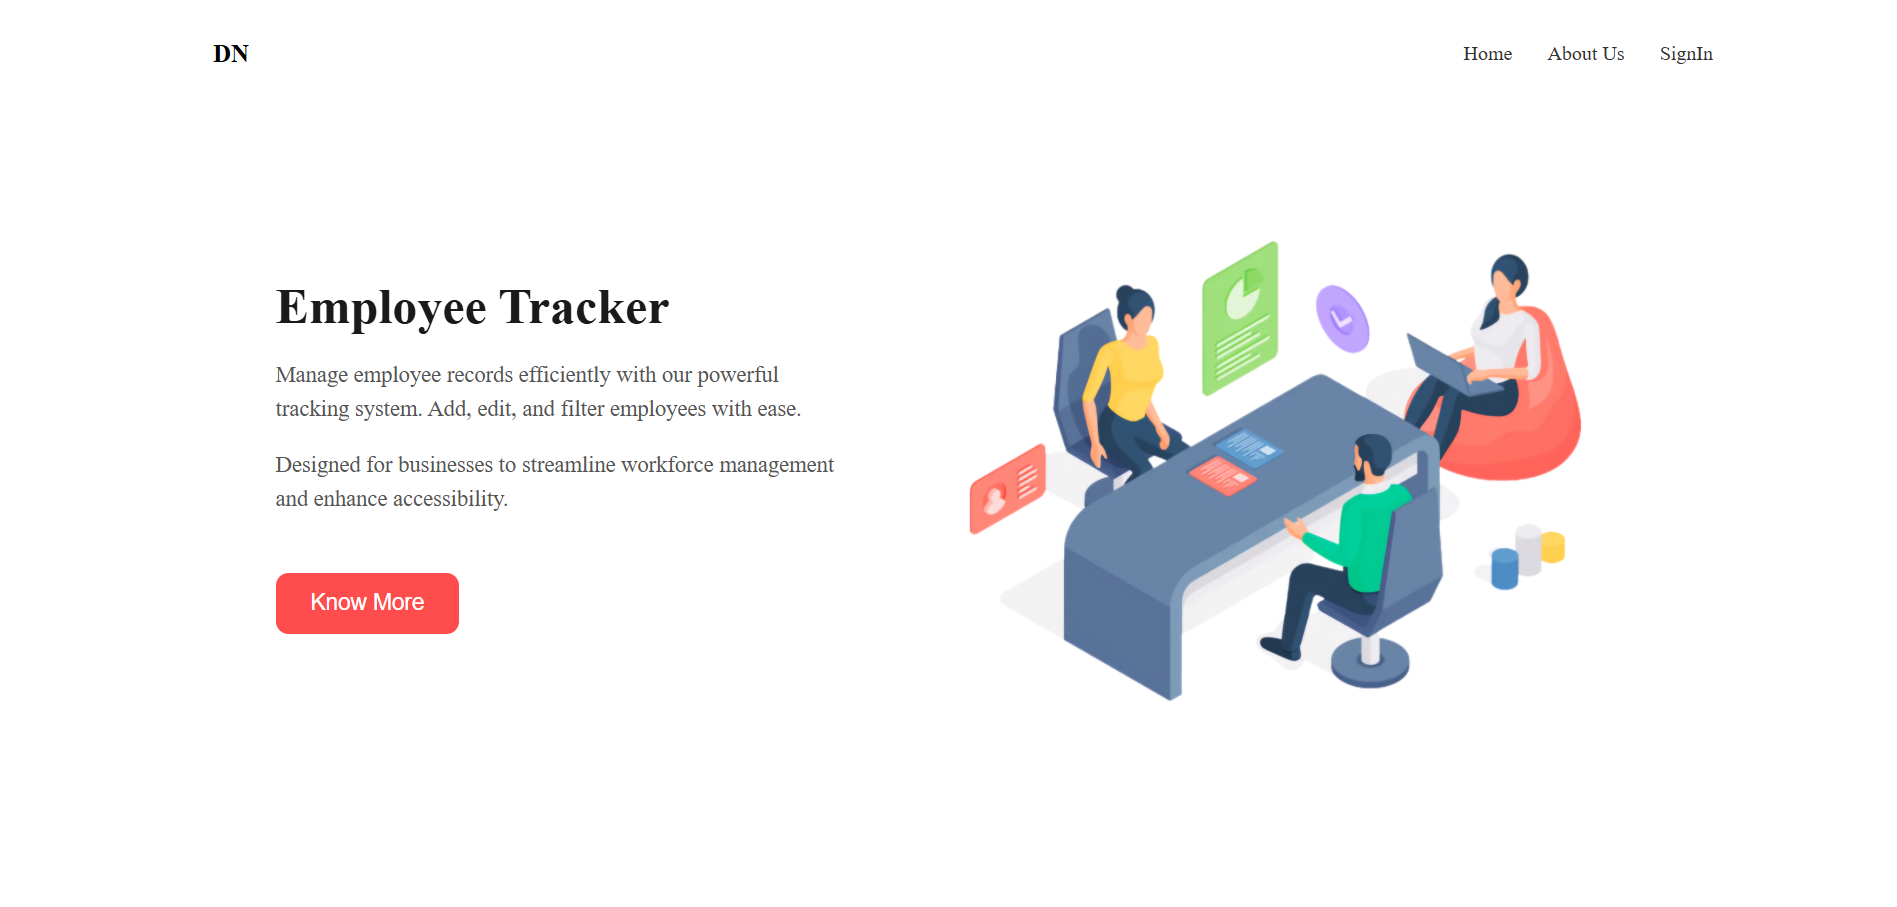 DN
Home
About Us
SignIn
Employee Tracker
Manage employee records efficiently with our powerful
tracking system. Add, edit, and filter employees with ease.
Designed for businesses to streamline workforce management
and enhance accessibility.
Know More